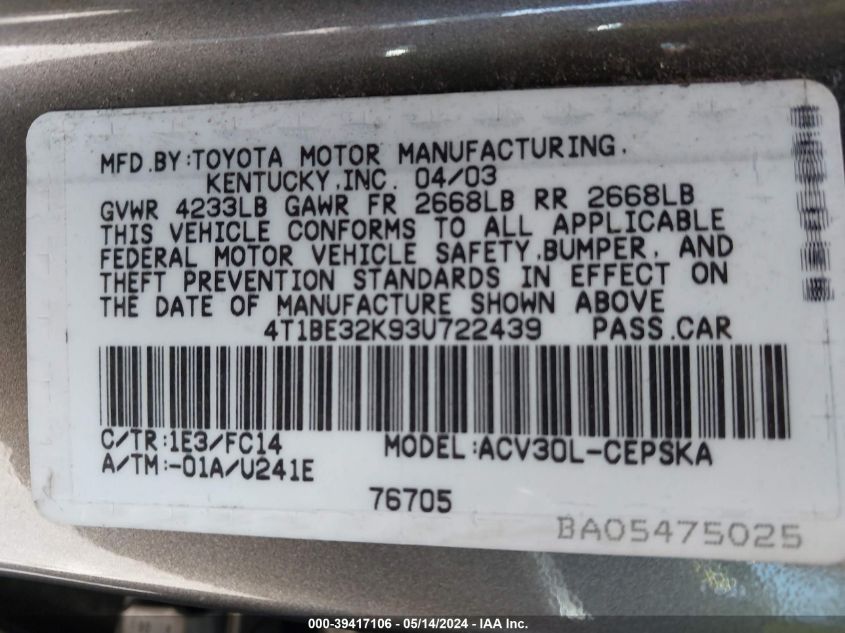 MFD.BY:TOYOTA MOTOR MANUFACTURING,
KENTUCKY,INC. 04/03
GVWR 4233LB GAWR FR 2668LB RR 2668LB
THIS VEHICLE CONFORMS TO ALL APPLICABLE
FEDERAL MOTOR VEHICLE SAFETY,BUMPER, AND
THEFT PREVENTION STANDARDS IN EFFECT ON
THE DATE OF MANUFACTURE SHOWN ABOVE
4T1BE32K93U722439 PASS.CAR
C/TR:1E3/FC14 MODEL:ACV30L-CEPSKA
A/TM:-01A/U241E
76705
BA05475025
000-39417106 - 05/14/2024 - IAA Inc.